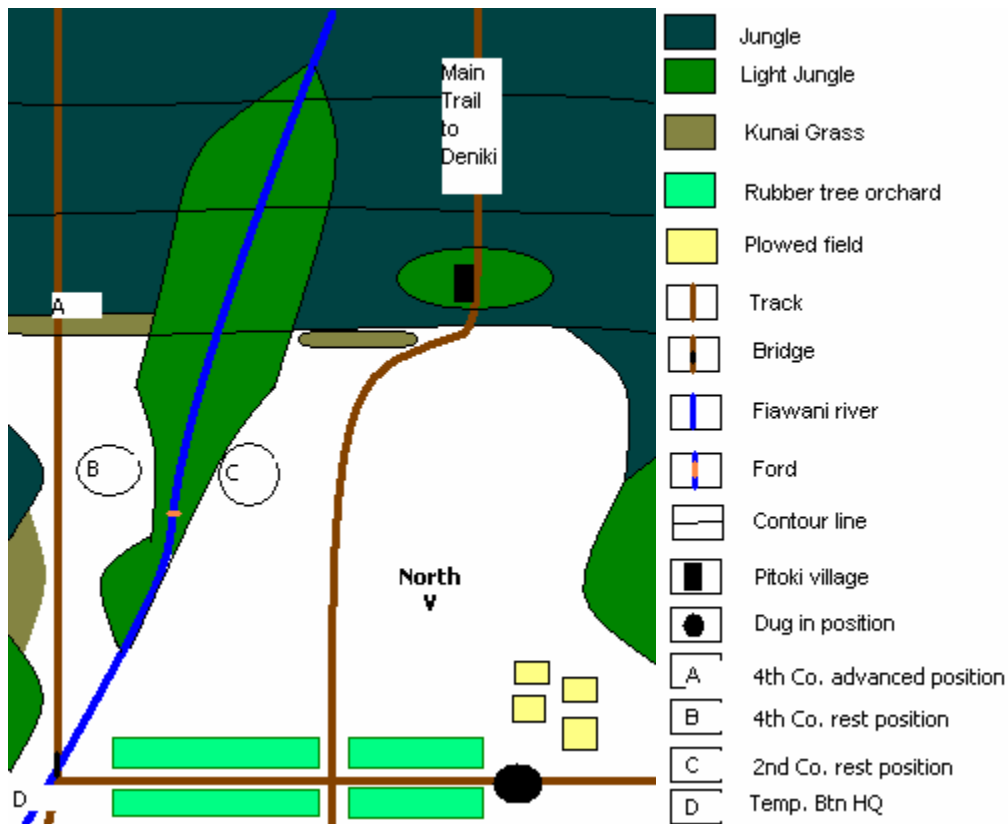 Main
Trail
to
Deniki
A
B
C
North
V
D
Jungle
Light Jungle
Kunai Grass
Rubber tree orchard
Plowed field
Track
Bridge
Fiawani river
Ford
Contour line
Pitoki village
Dug in position
A 4th Co. advanced position
B 4th Co. rest position
C 2nd Co. rest position
D Temp. Btn HQ